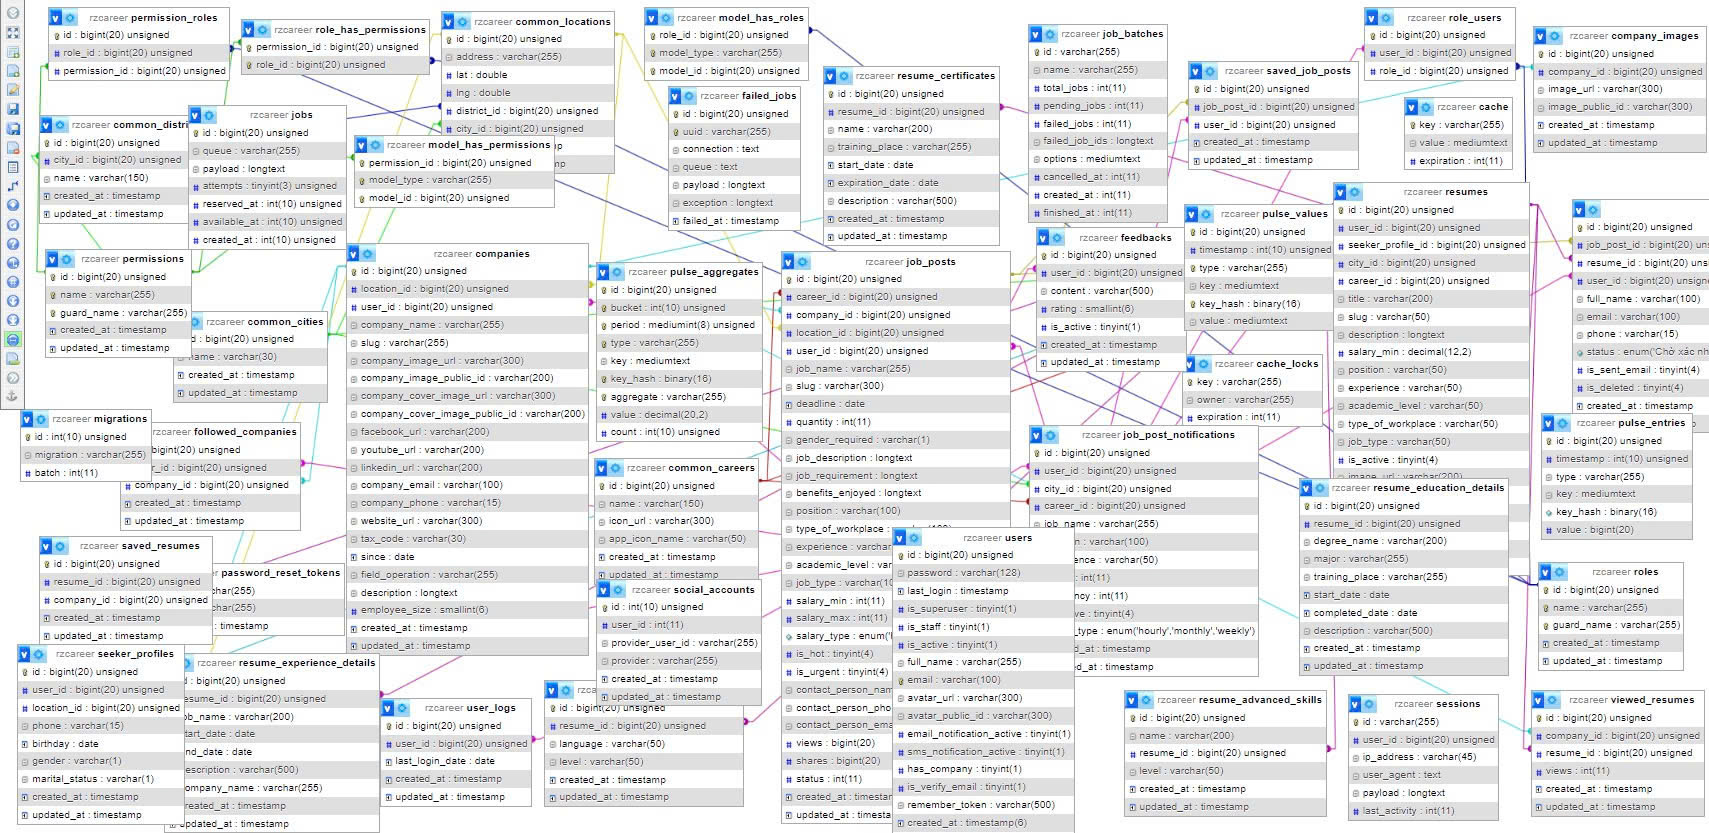 rzcareer permission_roles
id : bigint(20) unsigned
role_id : bigint(20) unsigned
permission_id : bigint(20) unsigned
rzcareer role_has_permissions
permission_id : bigint(20) unsigned
role_id : bigint(20) unsigned
rzcareer common_locations
id : bigint(20) unsigned
address : varchar(255)
lat : double
lng : double
district_id : bigint(20) unsigned
city_id : bigint(20) unsigned
rzcareer model_has_roles
role_id : bigint(20) unsigned
model_type : varchar(255)
model_id : bigint(20) unsigned
rzcareer resume_certificates
id : bigint(20) unsigned
resume_id : bigint(20) unsigned
name : varchar(200)
training_place : varchar(255)
start_date : date
expiration_date : date
description : varchar(500)
created_at : timestamp
updated_at : timestamp
rzcareer job_batches
id : varchar(255)
name : varchar(255)
total_jobs : int(11)
pending_jobs : int(11)
failed_jobs : int(11)
failed_job_ids : longtext
options : mediumtext
cancelled_at : int(11)
created_at : int(11)
finished_at : int(11)
rzcareer saved_job_posts
id : bigint(20) unsigned
job_post_id : bigint(20) unsigned
user_id : bigint(20) unsigned
created_at : timestamp
updated_at : timestamp
rzcareer role_users
id : bigint(20) unsigned
user_id : bigint(20) unsigned
role_id : bigint(20) unsigned
rzcareer company_images
id : bigint(20) unsigned
company_id : bigint(20) unsigned
image_url : varchar(300)
image_public_id : varchar(300)
created_at : timestamp
updated_at : timestamp
rzcareer cache
key : varchar(255)
value : mediumtext
expiration : int(11)
rzcareer common_distri
id : bigint(20) unsigned
city_id : bigint(20) unsigned
name : varchar(150)
created_at : timestamp
updated_at : timestamp
rzcareer jobs
id : bigint(20) unsigned
queue : varchar(255)
payload : longtext
attempts : tinyint(3) unsigned
reserved_at : int(10) unsigned
available_at : int(10) unsigned
created_at : int(10) unsigned
rzcareer model_has_permissions
permission_id : bigint(20) unsigned
model_type : varchar(255)
model_id : bigint(20) unsigned
rzcareer failed_jobs
id : bigint(20) unsigned
uuid : varchar(255)
connection : text
queue : text
payload : longtext
exception : longtext
failed_at : timestamp
rzcareer permissions
id : bigint(20) unsigned
name : varchar(255)
guard_name : varchar(255)
created_at : timestamp
updated_at : timestamp
rzcareer common_cities
id : bigint(20) unsigned
name : varchar(30)
created_at : timestamp
updated_at : timestamp
rzcareer companies
id : bigint(20) unsigned
location_id : bigint(20) unsigned
user_id : bigint(20) unsigned
company_name : varchar(255)
slug : varchar(255)
company_image_url : varchar(300)
company_image_public_id : varchar(200)
company_cover_image_url : varchar(300)
company_cover_image_public_id : varchar(200)
facebook_url : varchar(200)
youtube_url : varchar(200)
linkedin_url : varchar(200)
company_email : varchar(100)
company_phone : varchar(15)
website_url : varchar(300)
tax_code : varchar(30)
since : date
field_operation : varchar(255)
description : longtext
employee_size : smallint(6)
created_at : timestamp
updated_at : timestamp
rzcareer pulse_aggregates
id : bigint(20) unsigned
bucket : int(10) unsigned
period : mediumint(8) unsigned
type : varchar(255)
key : mediumtext
key_hash : binary(16)
aggregate : varchar(255)
value : decimal(20,2)
count : int(10) unsigned
rzcareer job_posts
id : bigint(20) unsigned
career_id : bigint(20) unsigned
company_id : bigint(20) unsigned
location_id : bigint(20) unsigned
user_id : bigint(20) unsigned
job_name : varchar(255)
slug : varchar(300)
deadline : date
quantity : int(11)
gender_required : varchar(1)
job_description : longtext
job_requirement : longtext
benefits_enjoyed : longtext
position : varchar(100)
type_of_workplace : varchar(100)
experience : varchar
academic_level : var
job_type : varchar(10
salary_min : int(11)
salary_max : int(11)
salary_type : enum('
is_hot : tinyint(4)
is_urgent : tinyint(4)
contact_person_nam
contact_person_pho
contact_person_ema
views : bigint(20)
shares : bigint(20)
status : int(11)
created_at : timestamp
updated_at : timestamp
rzcareer feedbacks
id : bigint(20) unsigned
user_id : bigint(20) unsigned
content : varchar(500)
rating : smallint(6)
is_active : tinyint(1)
created_at : timestamp
updated_at : timestamp
rzcareer pulse_values
id : bigint(20) unsigned
timestamp : int(10) unsigned
type : varchar(255)
key : mediumtext
key_hash : binary(16)
value : mediumtext
rzcareer resumes
id : bigint(20) unsigned
user_id : bigint(20) unsigned
seeker_profile_id : bigint(20) unsigned
city_id : bigint(20) unsigned
career_id : bigint(20) unsigned
title : varchar(200)
slug : varchar(50)
description : longtext
salary_min : decimal(12,2)
position : varchar(50)
experience : varchar(50)
academic_level : varchar(50)
type_of_workplace : varchar(50)
job_type : varchar(50)
is_active : tinyint(4)
image_url : varchar(200)
id : bigint(20) unsigned
job_post_id : bigint(20) un
resume_id : bigint(20) uns
user_id : bigint(20) unsig
full_name : varchar(100)
email : varchar(100)
phone : varchar(15)
status : enum('Chờ xác nh
is_sent_email : tinyint(4)
is_deleted : tinyint(4)
created_at : timestamp
rzcareer cache_locks
key : varchar(255)
owner : varchar(255)
expiration : int(11)
rzcareer migrations
id : int(10) unsigned
migration : varchar(255)
batch : int(11)
rzcareer followed_companies
id : bigint(20) unsigned
r_id : bigint(20) unsigned
company_id : bigint(20) unsigned
created_at : timestamp
updated_at : timestamp
rzcareer common_careers
id : bigint(20) unsigned
name : varchar(150)
icon_url : varchar(300)
app_icon_name : varchar(50)
created_at : timestamp
updated_at : timestamp
rzcareer job_post_notifications
id : bigint(20) unsigned
user_id : bigint(20) unsigned
city_id : bigint(20) unsigned
career_id : bigint(20) unsigned
job_name : varchar(255)
n : varchar(100)
ence : varchar(50)
: int(11)
ncy : int(11)
ve : tinyint(4)
_type : enum('hourly','monthly','weekly')
d_at : timestamp
ed_at : timestamp
rzcareer pulse_entries
id : bigint(20) unsigned
timestamp : int(10) unsigned
type : varchar(255)
key : mediumtext
key_hash : binary(16)
value : bigint(20)
rzcareer resume_education_details
id : bigint(20) unsigned
resume_id : bigint(20) unsigned
degree_name : varchar(200)
major : varchar(255)
training_place : varchar(255)
start_date : date
completed_date : date
description : varchar(500)
created_at : timestamp
updated_at : timestamp
rzcareer saved_resumes
id : bigint(20) unsigned
resume_id : bigint(20) unsigned
company_id : bigint(20) unsigned
created_at : timestamp
updated_at : timestamp
password_reset_tokens
char(255)
char(255)
: timestamp
rzcareer social_accounts
id : int(10) unsigned
user_id : int(11)
provider_user_id : varchar(255)
provider : varchar(255)
created_at : timestamp
updated_at : timestamp
rzcareer users
id : bigint(20) unsigned
password : varchar(128)
last_login : timestamp
is_superuser : tinyint(1)
is_staff : tinyint(1)
is_active : tinyint(1)
full_name : varchar(255)
email : varchar(100)
avatar_url : varchar(300)
avatar_public_id : varchar(300)
email_notification_active : tinyint(1)
sms_notification_active : tinyint(1)
has_company : tinyint(1)
is_verify_email : tinyint(1)
remember_token : varchar(500)
created_at : timestamp(6)
rzcareer roles
id : bigint(20) unsigned
name : varchar(255)
guard_name : varchar(255)
created_at : timestamp
updated_at : timestamp
rzcareer seeker_profiles
id : bigint(20) unsigned
user_id : bigint(20) unsigned
location_id : bigint(20) unsigned
phone : varchar(15)
birthday : date
gender : varchar(1)
marital_status : varchar(1)
created_at : timestamp
updated_at : timestamp
rzcareer resume_experience_details
d : bigint(20) unsigned
esume_id : bigint(20) unsigned
ob_name : varchar(200)
tart_date : date
nd_date : date
escription : varchar(500)
ompany_name : varchar(255)
reated_at : timestamp
updated_at : timestamp
rzcareer user_logs
id : bigint(20) unsigned
user_id : bigint(20) unsigned
last_login_date : date
created_at : timestamp
updated_at : timestamp
rzc
id : bigint(20) unsigned
resume_id : bigint(20) unsigned
language : varchar(50)
level : varchar(50)
created_at : timestamp
updated_at : timestamp
rzcareer resume_advanced_skills
id : bigint(20) unsigned
name : varchar(200)
resume_id : bigint(20) unsigned
level : varchar(50)
created_at : timestamp
updated_at : timestamp
rzcareer sessions
id : varchar(255)
user_id : bigint(20) unsigned
ip_address : varchar(45)
user_agent : text
payload : longtext
last_activity : int(11)
rzcareer viewed_resumes
id : bigint(20) unsigned
company_id : bigint(20) unsigned
resume_id : bigint(20) unsigned
views : int(11)
created_at : timestamp
updated_at : timestamp